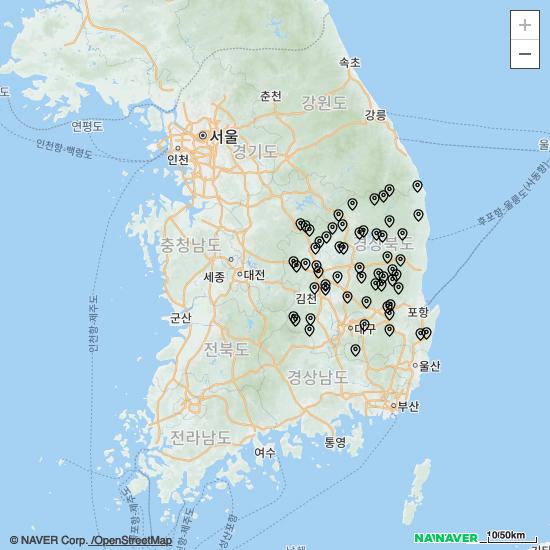 +
−
속초
춘천
강원도
도
연평도
강릉
서울
울
인천
경기도
인천항-백령도
후포항-울릉도(사동항)
충청남도
경상북도
세종
대전
인천항-제주도
김천
군산
포항
대구
전북도
경상남도
울산
부산
전라남도
여수
통영
© NAVER Corp. /OpenStreetMap
NAVER
10/50km